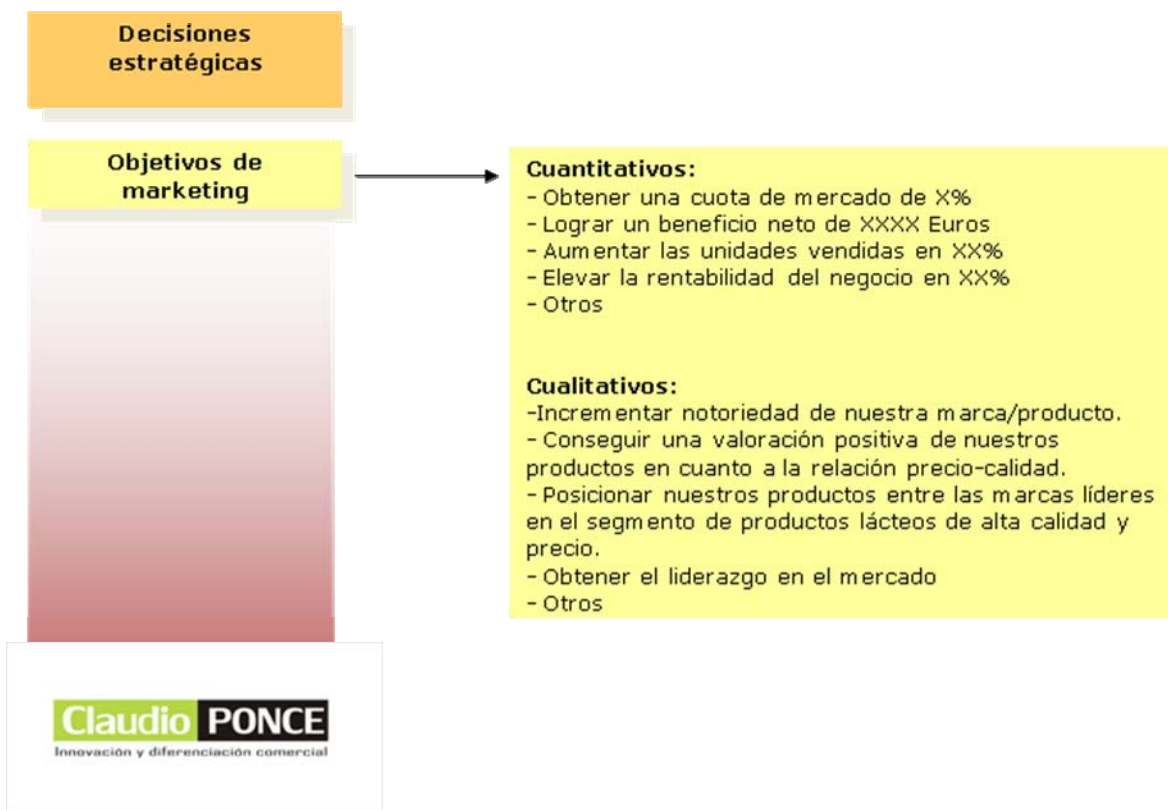 Decisiones
estratégicas
Objetivos de
marketing
Cuantitativos:
- Obtener una cuota de mercado de X%
- Lograr un beneficio neto de XXXX Euros
- Aumentar las unidades vendidas en XX%
- Elevar la rentabilidad del negocio en XX%
- Otros
Cualitativos:
-Incrementar notoriedad de nuestra marca/producto.
- Conseguir una valoración positiva de nuestros
productos en cuanto a la relación precio-calidad.
- Posicionar nuestros productos entre las marcas líderes
en el segmento de productos lácteos de alta calidad y
precio.
- Obtener el liderazgo en el mercado
- Otros
Claudio PONCE
Innovación y diferenciación comercial